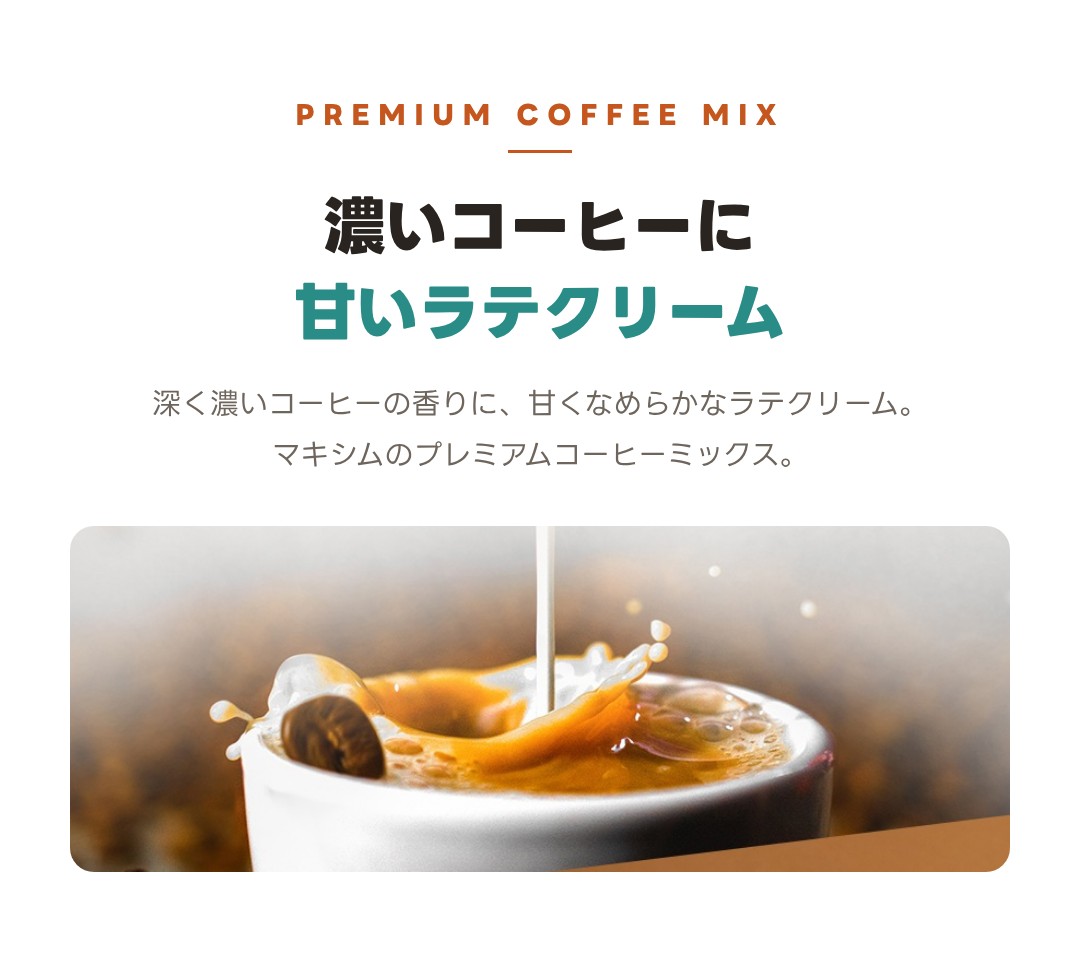 PREMIUM COFFEE MIX
濃いコーヒーに
甘いラテクリーム
深く濃いコーヒーの香りに、甘くなめらかなラテクリーム。
マキシムのプレミアムコーヒーミックス。